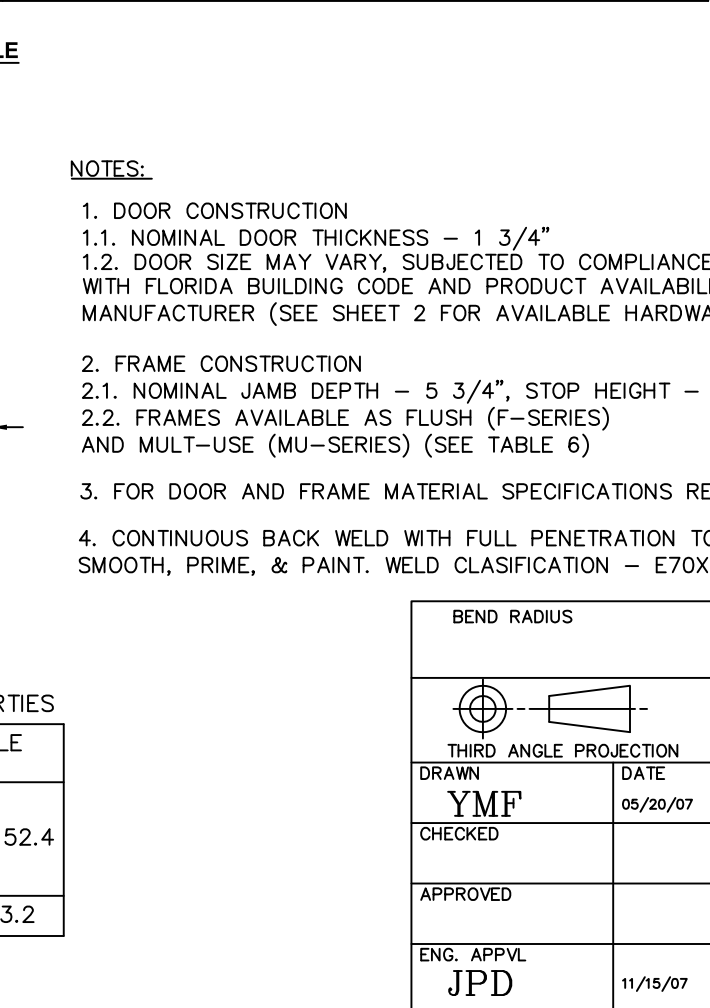 LE
NOTES:
1. DOOR CONSTRUCTION
1.1. NOMINAL DOOR THICKNESS – 1 3/4”
1.2. DOOR SIZE MAY VARY, SUBJECTED TO COMPLIANCE
WITH FLORIDA BUILDING CODE AND PRODUCT AVAILABILI
MANUFACTURER (SEE SHEET 2 FOR AVAILABLE HARDWA
2. FRAME CONSTRUCTION
2.1. NOMINAL JAMB DEPTH – 5 3/4”, STOP HEIGHT –
2.2. FRAMES AVAILABLE AS FLUSH (F–SERIES)
AND MULT–USE (MU–SERIES) (SEE TABLE 6)
3. FOR DOOR AND FRAME MATERIAL SPECIFICATIONS RE
4. CONTINUOUS BACK WELD WITH FULL PENETRATION TO
SMOOTH, PRIME, & PAINT. WELD CLASIFICATION – E70X
BEND RADIUS
THIRD ANGLE PROJECTION
RTIES
LE
52.4
3.2
DRAWN
YMF
DATE
05/20/07
CHECKED
APPROVED
ENG. APPVL
JPD
11/15/07